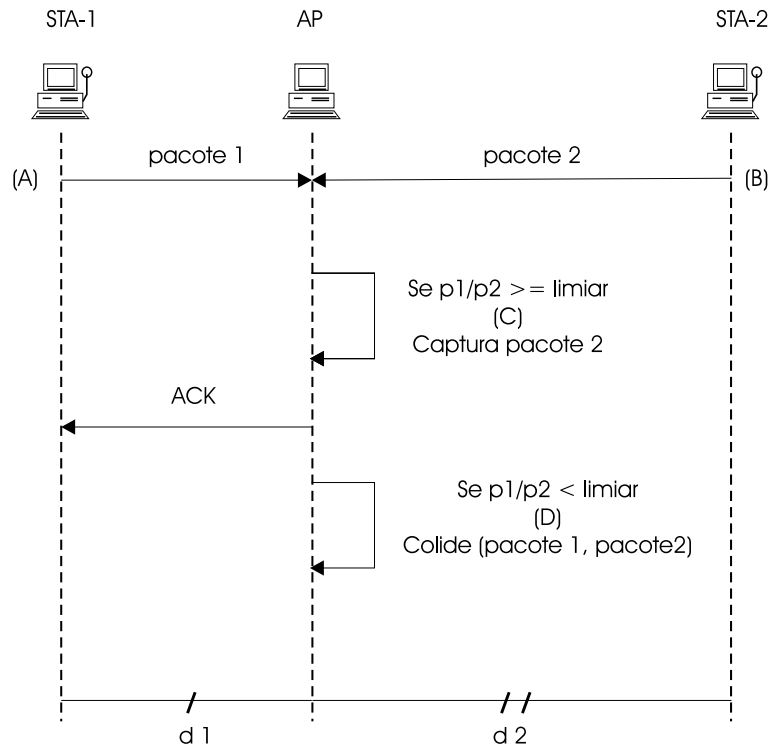 STA-1 AP STA-2
pacote 1 pacote 2
(A) (B)
Se p1/p2 >= limiar
(C)
Captura pacote 2
ACK
Se p1/p2 < limiar
(D)
Colide (pacote 1, pacote2)
d 1 d 2